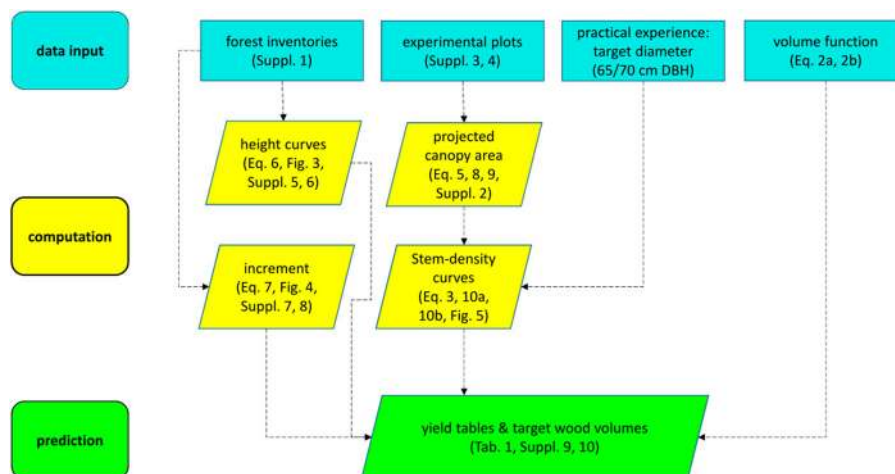 data input
forest inventories
(Suppl. 1)
experimental plots
(Suppl. 3, 4)
practical experience:
target diameter
(65/70 cm DBH)
volume function
(Eq. 2a, 2b)
height curves
(Eq. 6, Fig. 3,
Suppl. 5, 6)
projected
canopy area
(Eq. 5, 8, 9,
Suppl. 2)
computation
increment
(Eq. 7, Fig. 4,
Suppl. 7, 8)
Stem-density
curves
(Eq. 3, 10a,
10b, Fig. 5)
prediction
yield tables & target wood volumes
(Tab. 1, Suppl. 9, 10)